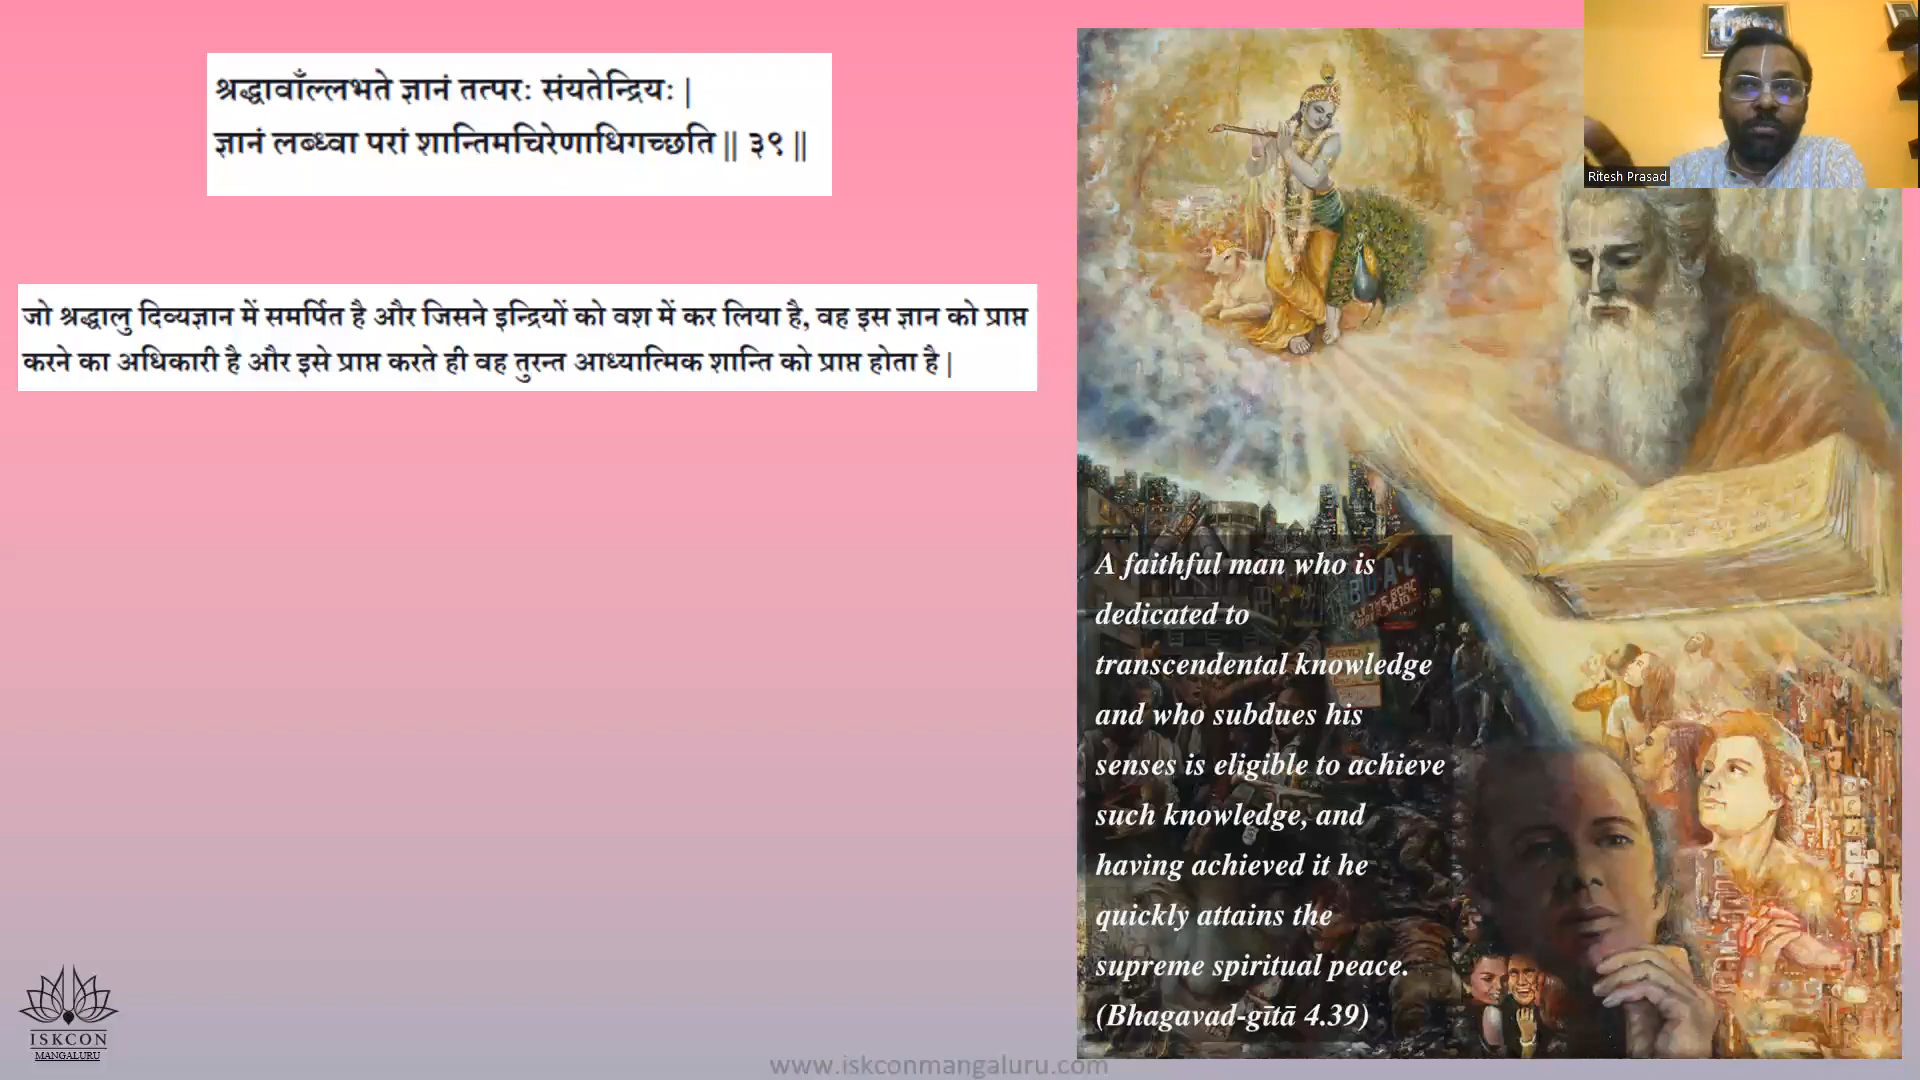 श्रद्धावाँल्लभते ज्ञानं तत्परः संयतेन्द्रियः |
ज्ञानं लब्ध्वा परां शान्तिमचिरेणाधिगच्छति || ३९ ||
जो श्रद्धालु दिव्यज्ञान में समर्पित है और जिसने इन्द्रियों को वश में कर लिया है, वह इस ज्ञान को प्राप्त
करने का अधिकारी है और इसे प्राप्त करते ही वह तुरन्त आध्यात्मिक शान्ति को प्राप्त होता है |
Ritesh Prasad
A faithful man who is
dedicated to
transcendental knowledge
and who subdues his
senses is eligible to achieve
such knowledge, and
having achieved it he
quickly attains the
supreme spiritual peace.
(Bhagavad-gītā 4.39)
ISKCON
MANGALURU
www.iskconmangaluru.com